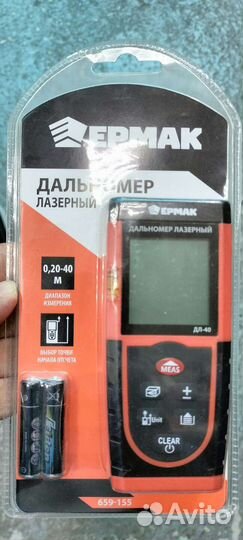 ЕРМАК
ДАЛЬНОМЕР
ЛАЗЕРНЫЙ
0,20-40
М
ДИАПАЗОН
ИЗМЕРЕНИЯ
ВЫБОР ТОЧКИ
НАЧАЛА ОТСЧЕТА
ЕРМАК
ДАЛЬНОМЕР ЛАЗЕРНЫЙ
ДЛ-40
MEAS
Unit
CLEAR
659-155
Avito